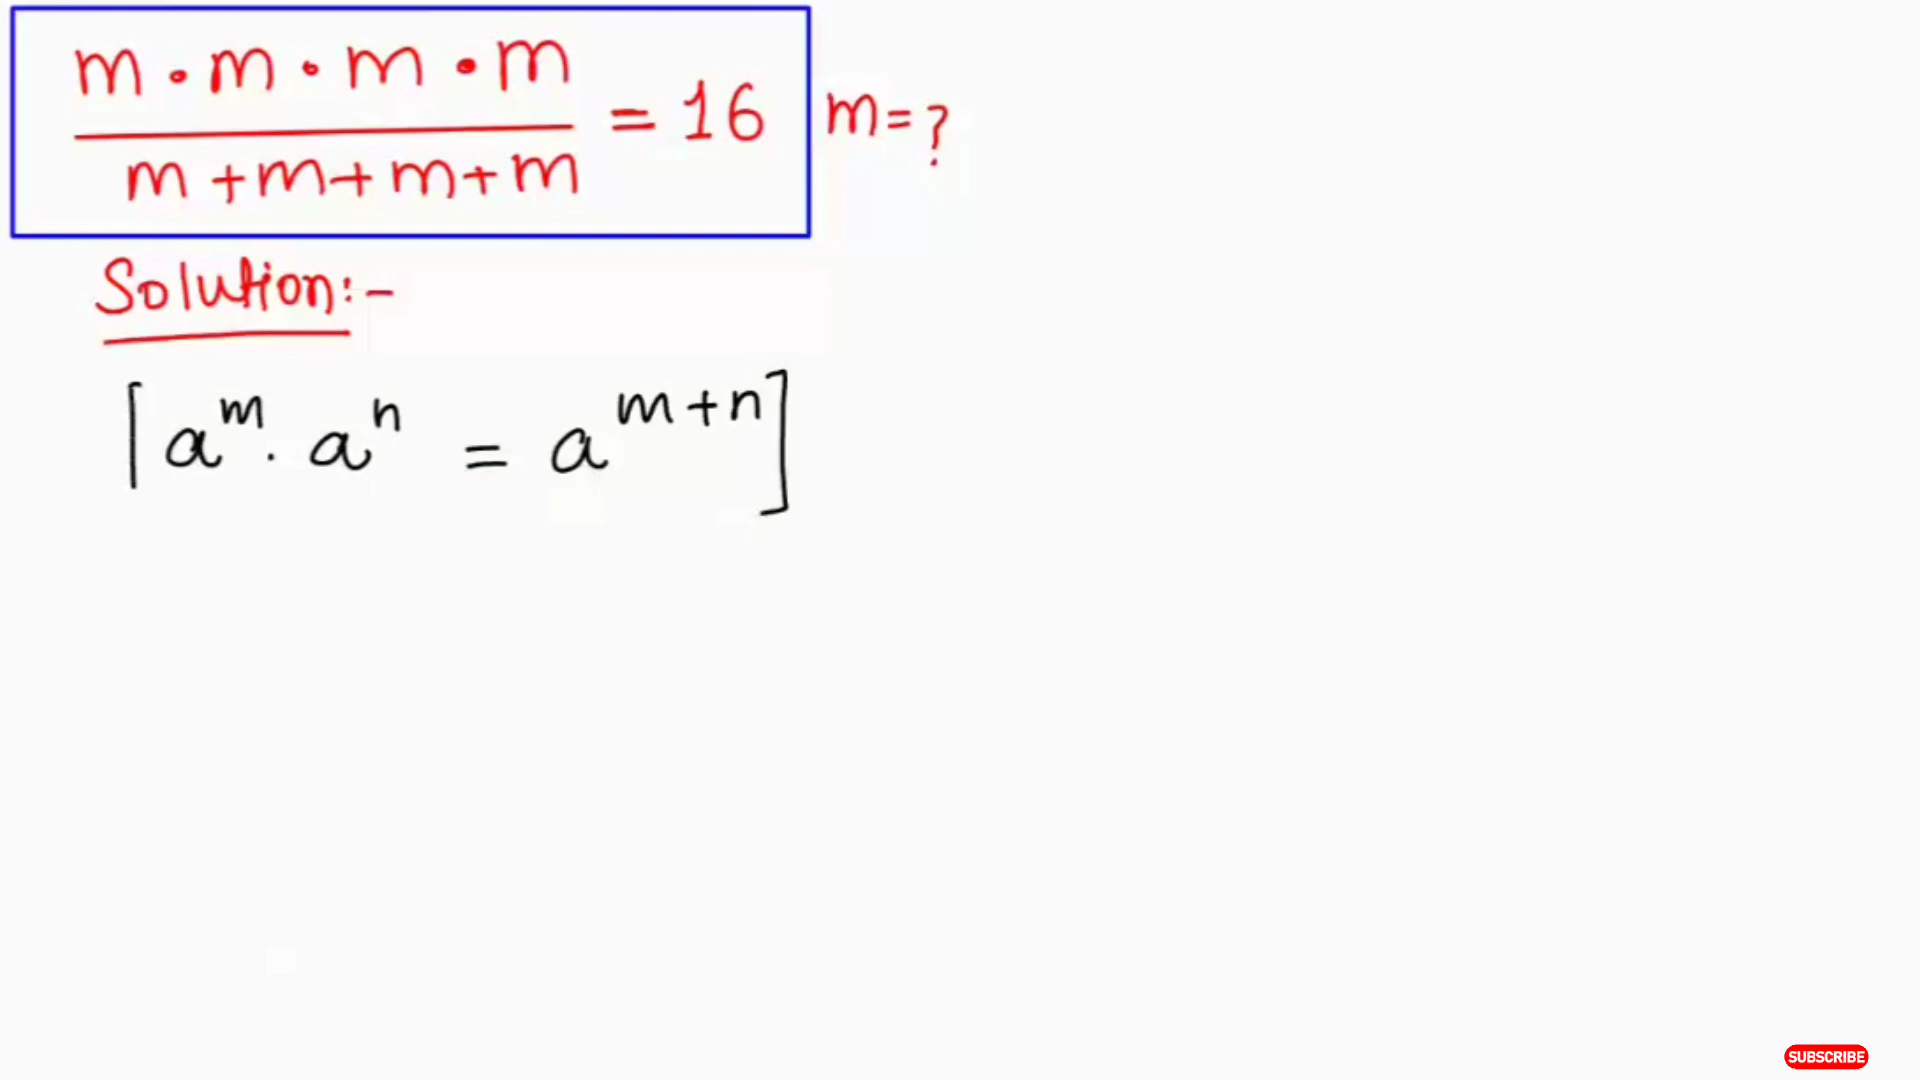 m · m · m · m
m + m + m + m
= 16
m = ?
Solution:-
[a^m · a^n = a^{m+n}]
SUBSCRIBE